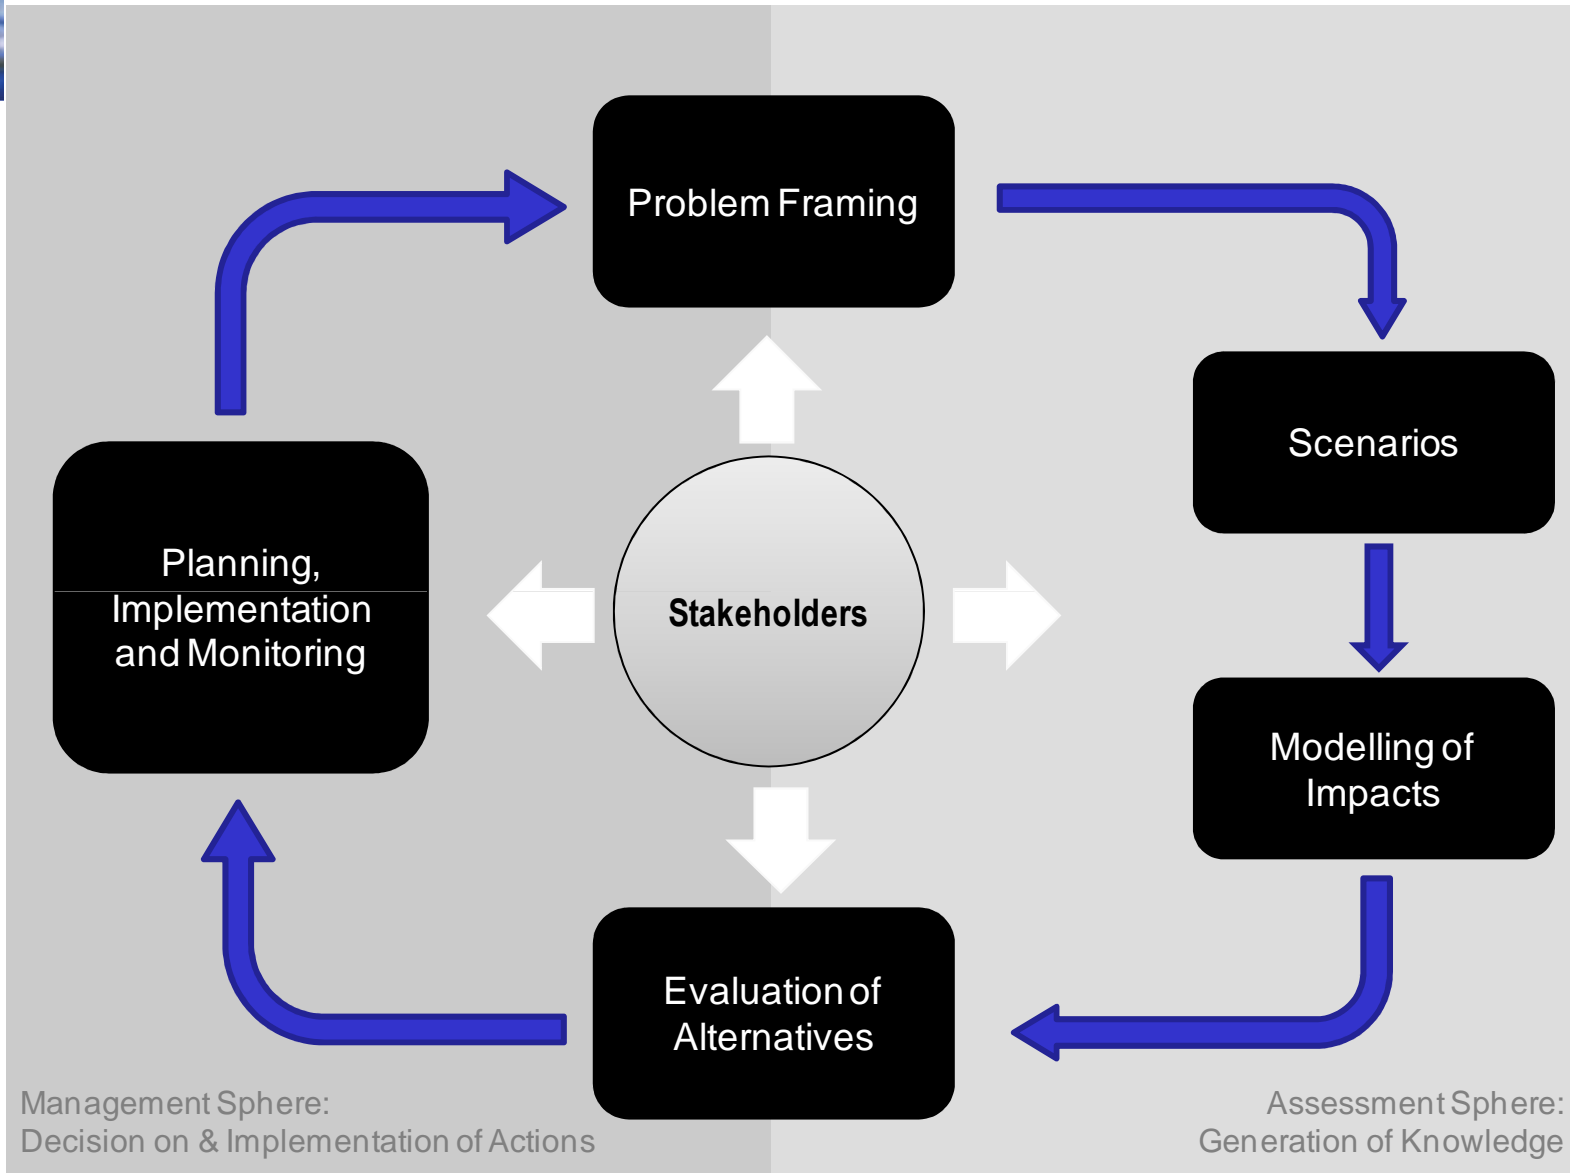 Problem Framing
Scenarios
Planning,
Implementation
and Monitoring
Stakeholders
Modelling of
Impacts
Evaluation of
Alternatives
Management Sphere:
Decision on & Implementation of Actions
Assessment Sphere:
Generation of Knowledge